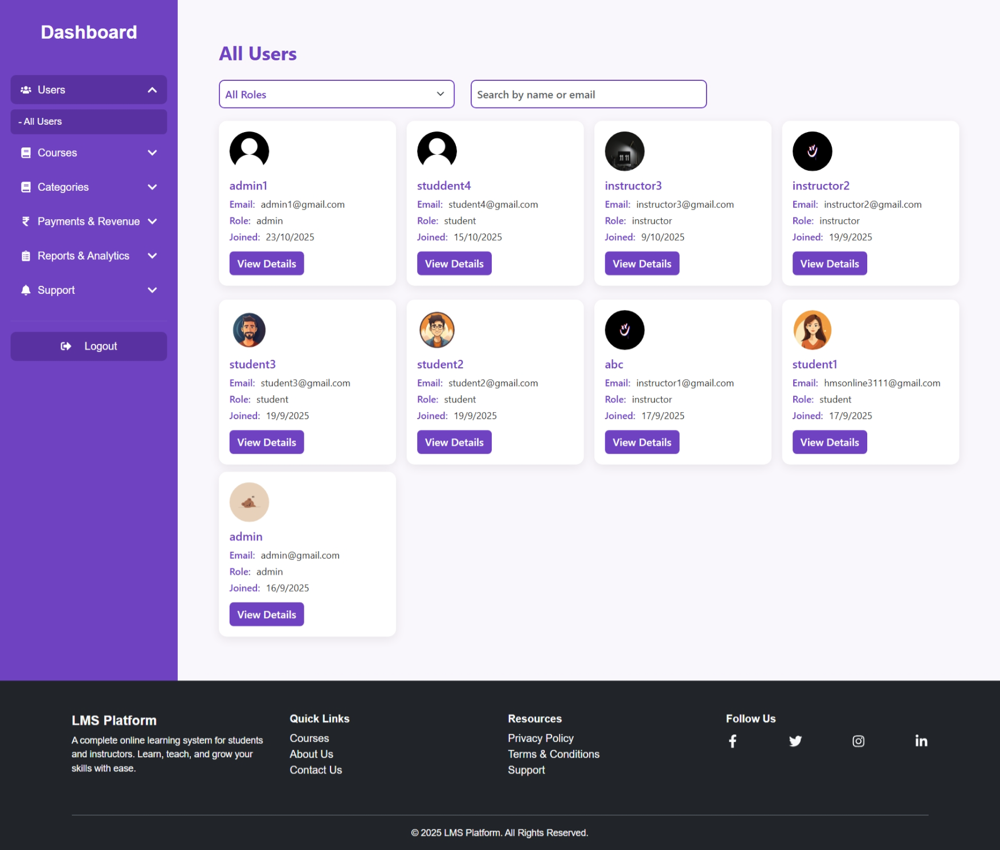 Dashboard
Users
- All Users
Courses
Categories
Payments & Revenue
Reports & Analytics
Support
Logout
All Users
All Roles
Search by name or email
admin1
Email: admin1@gmail.com
Role: admin
Joined: 23/10/2025
View Details
studdent4
Email: student4@gmail.com
Role: student
Joined: 15/10/2025
View Details
11 11
instructor3
Email: instructor3@gmail.com
Role: instructor
Joined: 9/10/2025
View Details
instructor2
Email: instructor2@gmail.com
Role: instructor
Joined: 19/9/2025
View Details
student3
Email: student3@gmail.com
Role: student
Joined: 19/9/2025
View Details
student2
Email: student2@gmail.com
Role: student
Joined: 19/9/2025
View Details
abc
Email: instructor1@gmail.com
Role: instructor
Joined: 17/9/2025
View Details
student1
Email: hmsonline3111@gmail.com
Role: student
Joined: 17/9/2025
View Details
admin
Email: admin@gmail.com
Role: admin
Joined: 16/9/2025
View Details
LMS Platform
A complete online learning system for students
and instructors. Learn, teach, and grow your
skills with ease.
Quick Links
Courses
About Us
Contact Us
Resources
Privacy Policy
Terms & Conditions
Support
Follow Us
© 2025 LMS Platform. All Rights Reserved.